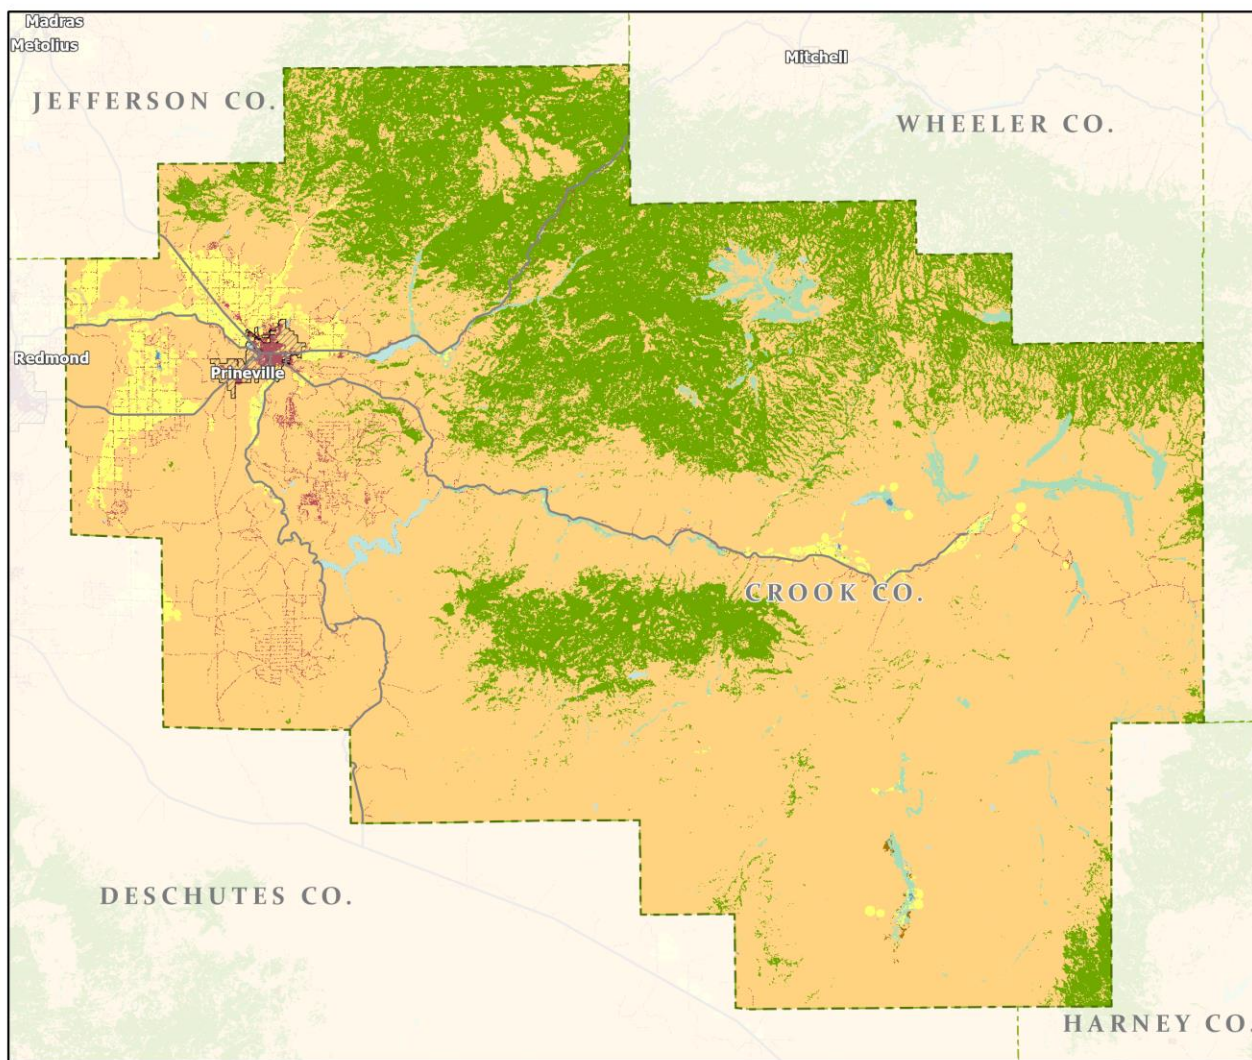 Madras
Metolius
Mitchell
JEFFERSON CO.
WHEELER CO.
Redmond
Prineville
CROOK CO.
DESCHUTES CO.
HARNEY CO.